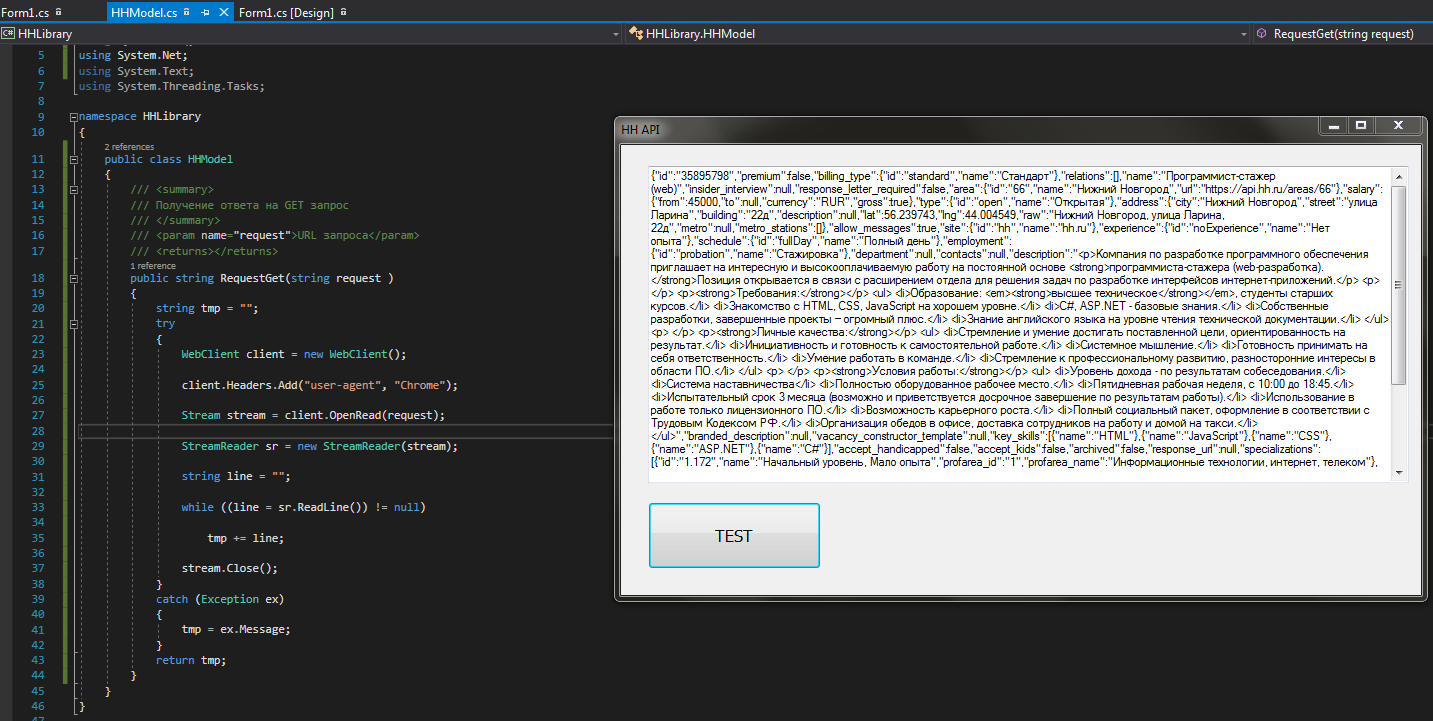 Form1.cs
HHModel.cs
Form1.cs [Design]
C# HHLibrary
HHLibrary.HHModel
RequestGet(string request)
5 using System.Net;
6 using System.Text;
7 using System.Threading.Tasks;
8
9 namespace HHLibrary
10 {
2 references
11 public class HHModel
12 {
13 /// <summary>
14 /// Получение ответа на GET запрос
15 /// </summary>
16 /// <param name="request">URL запроса</param>
17 /// <returns></returns>
1 reference
18 public string RequestGet(string request )
19 {
20 string tmp = "";
21 try
22 {
23 WebClient client = new WebClient();
24
25 client.Headers.Add("user-agent", "Chrome");
26
27 Stream stream = client.OpenRead(request);
28
29 StreamReader sr = new StreamReader(stream);
30
31 string line = "";
32
33 while ((line = sr.ReadLine()) != null)
34
35 tmp += line;
36
37 stream.Close();
38 }
39 catch (Exception ex)
40 {
41 tmp = ex.Message;
42 }
43 return tmp;
44 }
45 }
46 }
HH API
{"id":"35895798","premium":false,"billing_type":{"id":"standard","name":"Стандарт"},"relations":[],"name":"Программист-стажер
(web)","insider_interview":null,"response_letter_required":false,"area":{"id":"66","name":"Нижний Новгород","url":"https://api.hh.ru/areas/66"},"salary":
{"from":45000,"to":null,"currency":"RUR","gross":true},"type":{"id":"open","name":"Открытая"},"address":{"city":"Нижний Новгород","street":"улица
Ларина","building":"22д","description":null,"lat":56.239743,"lng":44.004549,"raw":"Нижний Новгород, улица Ларина,
22д","metro":null,"metro_stations":[]},"allow_messages":true,"site":{"id":"hh","name":"hh.ru"},"experience":{"id":"noExperience","name":"Нет
опыта"},"schedule":{"id":"fullDay","name":"Полный день"},"employment":
{"id":"probation","name":"Стажировка"},"department":null,"contacts":null,"description":"<p>Компания по разработке программного обеспечения
приглашает на интересную и высокооплачиваемую работу на постоянной основе <strong>программиста-стажера (web-разработка).
</strong>Позиция открывается в связи с расширением отдела для решения задач по разработке интерфейсов интернет-приложений.</p> <p>
</p> <p><strong>Требования:</strong></p> <ul> <li>Образование: <em><strong>высшее техническое</strong></em>, студенты старших
курсов.</li> <li>Знакомство с HTML, CSS, JavaScript на хорошем уровне.</li> <li>C#, ASP.NET - базовые знания.</li> <li>Собственные
разработки, завершенные проекты – огромный плюс.</li> <li>Знание английского языка на уровне чтения технической документации.</li> </ul>
<p> </p> <p><strong>Личные качества:</strong></p> <ul> <li>Стремление и умение достигать поставленной цели, ориентированность на
результат.</li> <li>Инициативность и готовность к самостоятельной работе.</li> <li>Системное мышление.</li> <li>Готовность принимать на
себя ответственность.</li> <li>Умение работать в команде.</li> <li>Стремление к профессиональному развитию, разносторонние интересы в
области ПО.</li> </ul> <p> </p> <p><strong>Условия работы:</strong></p> <ul> <li>Уровень дохода - по результатам собеседования.</li>
<li>Система наставничества</li> <li>Полностью оборудованное рабочее место.</li> <li>Пятидневная рабочая неделя, с 10:00 до 18:45.</li>
<li>Испытательный срок 3 месяца (возможно и приветствуется досрочное завершение по результатам работы).</li> <li>Использование в
работе только лицензионного ПО.</li> <li>Возможность карьерного роста.</li> <li>Полный социальный пакет, оформление в соответствии с
Трудовым Кодексом РФ.</li> <li>Организация обедов в офисе, доставка сотрудников на работу и домой на такси.</li>
</ul>","branded_description":null,"vacancy_constructor_template":null,"key_skills":[{"name":"HTML"},{"name":"JavaScript"},{"name":"CSS"},
{"name":"ASP.NET"},{"name":"C#"}],"accept_handicapped":false,"accept_kids":false,"archived":false,"response_url":null,"specializations":
[{"id":"1.172","name":"Начальный уровень, Мало опыта","profarea_id":"1","profarea_name":"Информационные технологии, интернет, телеком"},
TEST